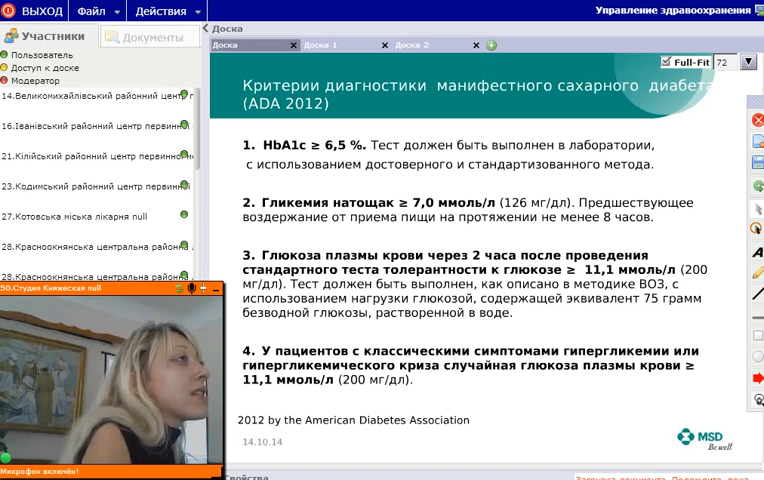 ВЫХОД Файл Действия Управление здравоохранения
Участники Документы
Доска
Пользователь
Доступ к доске
Модератор
Доска Доска 1 Доска 2
Full-Fit 72
14.Великомихайлівський районний центр п
16.Іванівський районний центр первинної
21.Кілійський районний центр первинної м
23.Кодимський районний центр первинної
27.Котовська міська лікарня null
28.Красноокнянська центральна районна
28.Красноокнянська центральна районна
50.Студия Княжеская null
Микрофон включён!
Критерии диагностики манифестного сахарного диабета
(ADA 2012)
1. HbA1c ≥ 6,5 %. Тест должен быть выполнен в лаборатории,
с использованием достоверного и стандартизованного метода.
2. Гликемия натощак ≥ 7,0 ммоль/л (126 мг/дл). Предшествующее
воздержание от приема пищи на протяжении не менее 8 часов.
3. Глюкоза плазмы крови через 2 часа после проведения
стандартного теста толерантности к глюкозе ≥ 11,1 ммоль/л (200
мг/дл). Тест должен быть выполнен, как описано в методике ВОЗ, с
использованием нагрузки глюкозой, содержащей эквивалент 75 грамм
безводной глюкозы, растворенной в воде.
4. У пациентов с классическими симптомами гипергликемии или
гипергликемического криза случайная глюкоза плазмы крови ≥
11,1 ммоль/л (200 мг/дл).
2012 by the American Diabetes Association
14.10.14
MSD
Be well
Свойства
Загрузка документа. Подождите, пока